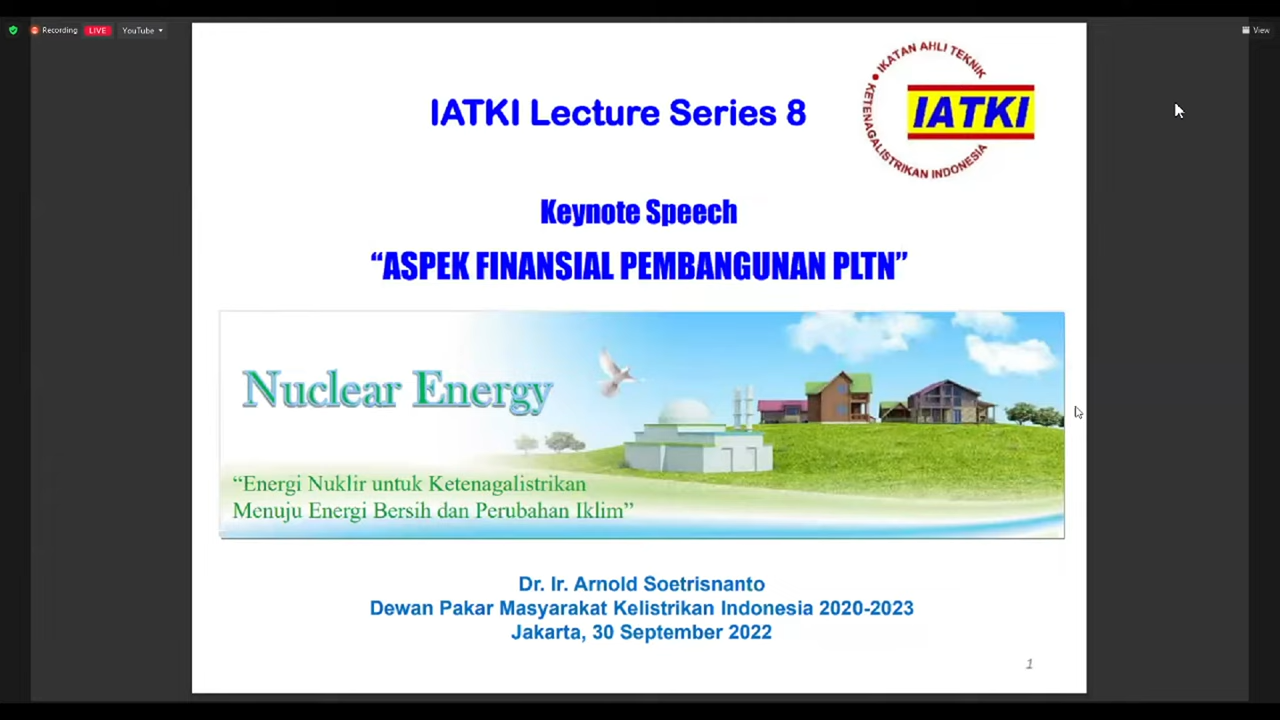 Recording
LIVE
YouTube
View
IATKI Lecture Series 8
IKATAN AHLI TEKNIK
KETENAGALISTRIKAN INDONESIA
IATKI
Keynote Speech
“ASPEK FINANSIAL PEMBANGUNAN PLTN”
Nuclear Energy
“Energi Nuklir untuk Ketenagalistrikan
Menuju Energi Bersih dan Perubahan Iklim”
Dr. Ir. Arnold Soetrisnanto
Dewan Pakar Masyarakat Kelistrikan Indonesia 2020-2023
Jakarta, 30 September 2022
1